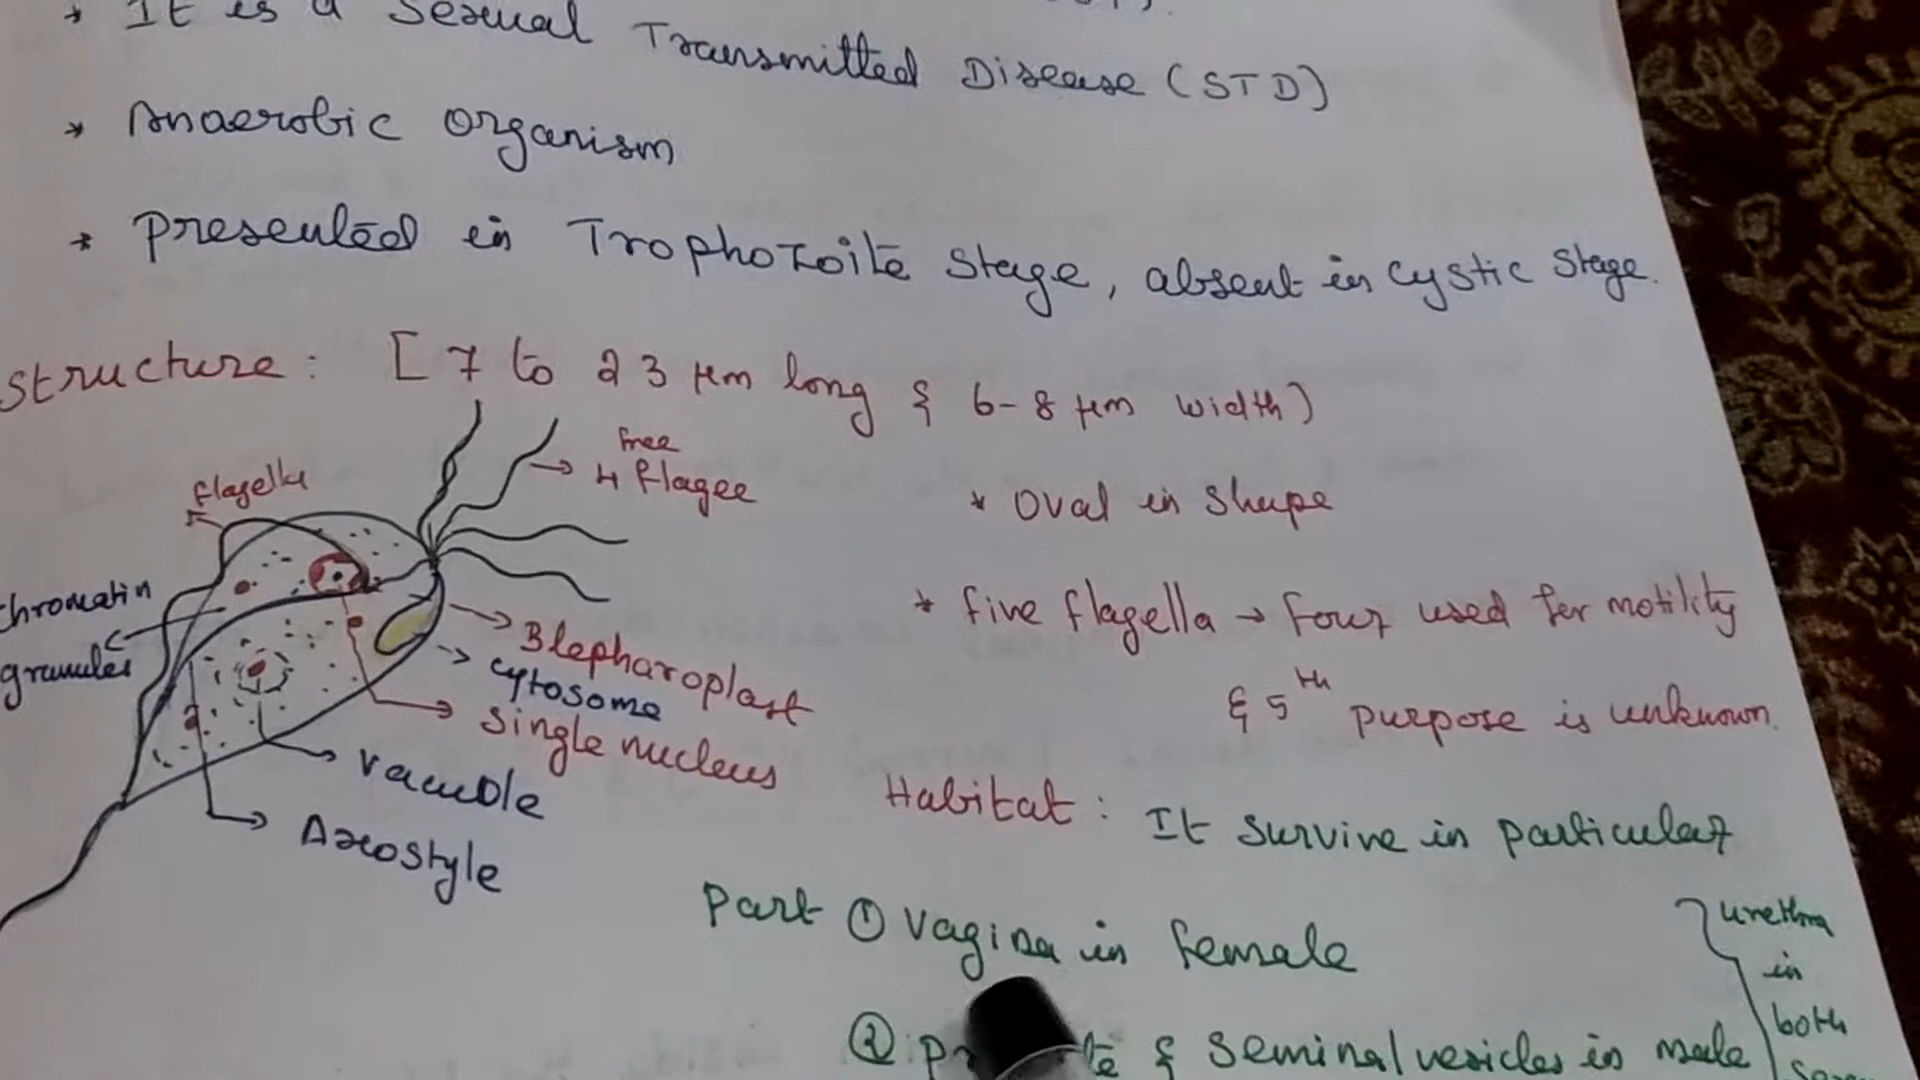 * It is a Sexual Transmitted Disease (STD)
* Anaerobic organism
* presented in Trophozoite stage, absent in cystic stage.
Structure : [7 to 23 μm long & 6-8 μm width)
free
4 flagee
flagella
* Oval in shape
chromatin
granules
* five flagella → four used for motility
& 5th purpose is unknown.
Blepharoplast
cytosome
single nucleus
vacuole
Axostyle
Habitat : It survive in particular
part ① vagina in female
② & seminal vesicles in male
urethra
in
both